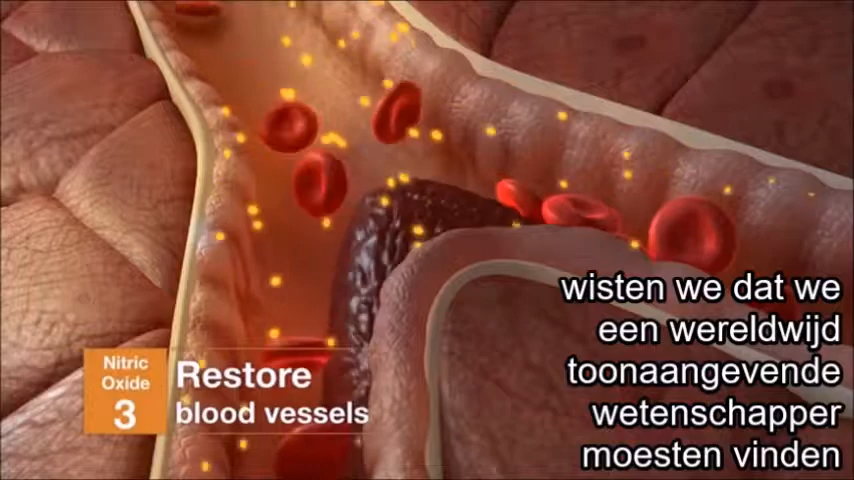 Nitric
Oxide
3
Restore
blood vessels
wisten we dat we
een wereldwijd
toonaangevende
wetenschapper
moesten vinden